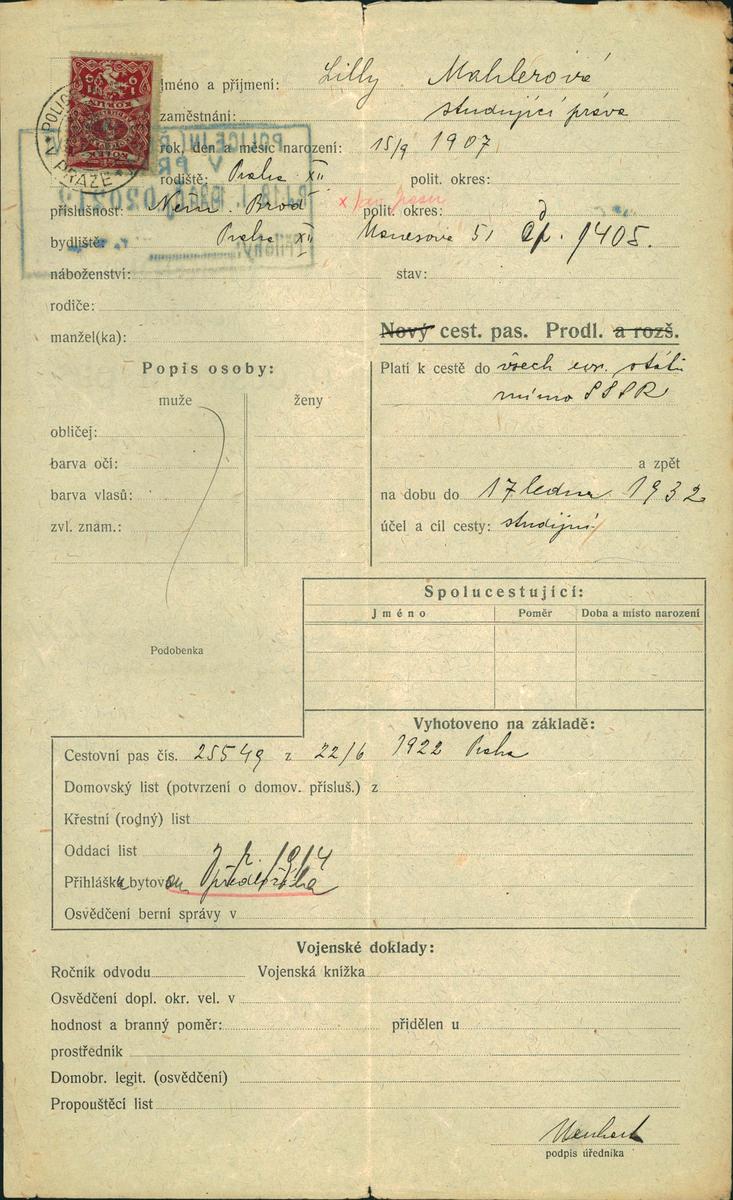 POLIC
V PRAZE
jméno a příjmení: Lilly Mahlerová
zaměstnání: studující práva
rok, den a měsíc narození: 15/9 1907
rodiště: Praha XII polit. okres:
příslušnost: Něm. Brod polit. okres:
bydliště: Praha XII Manesova 51 čp. 1405.
náboženství: stav:
rodiče:
manžel(ka):
Nový cest. pas. Prodl. a rozš.
Popis osoby:
muže ženy
obličej:
barva očí:
barva vlasů:
zvl. znam.:
Platí k cestě do všech evr. států
mimo SSSR
a zpět
na dobu do 17 ledna 1932
účel a cíl cesty: studijní
Podobenka
Spolucestující:
Jméno Poměr Doba a místo narození
Vyhotoveno na základě:
Cestovní pas čís. 25549 z 22/6 1922 Praha
Domovský list (potvrzení o domov. přísluš.) z
Křestní (rodný) list
Oddací list
Přihláška bytová předložila
Osvědčení berní správy v
Vojenské doklady:
Ročník odvodu Vojenská knížka
Osvědčení dopl. okr. vel. v
hodnost a branný poměr: přidělen u
prostředník
Domobr. legit. (osvědčení)
Propouštěcí list
podpis úředníka